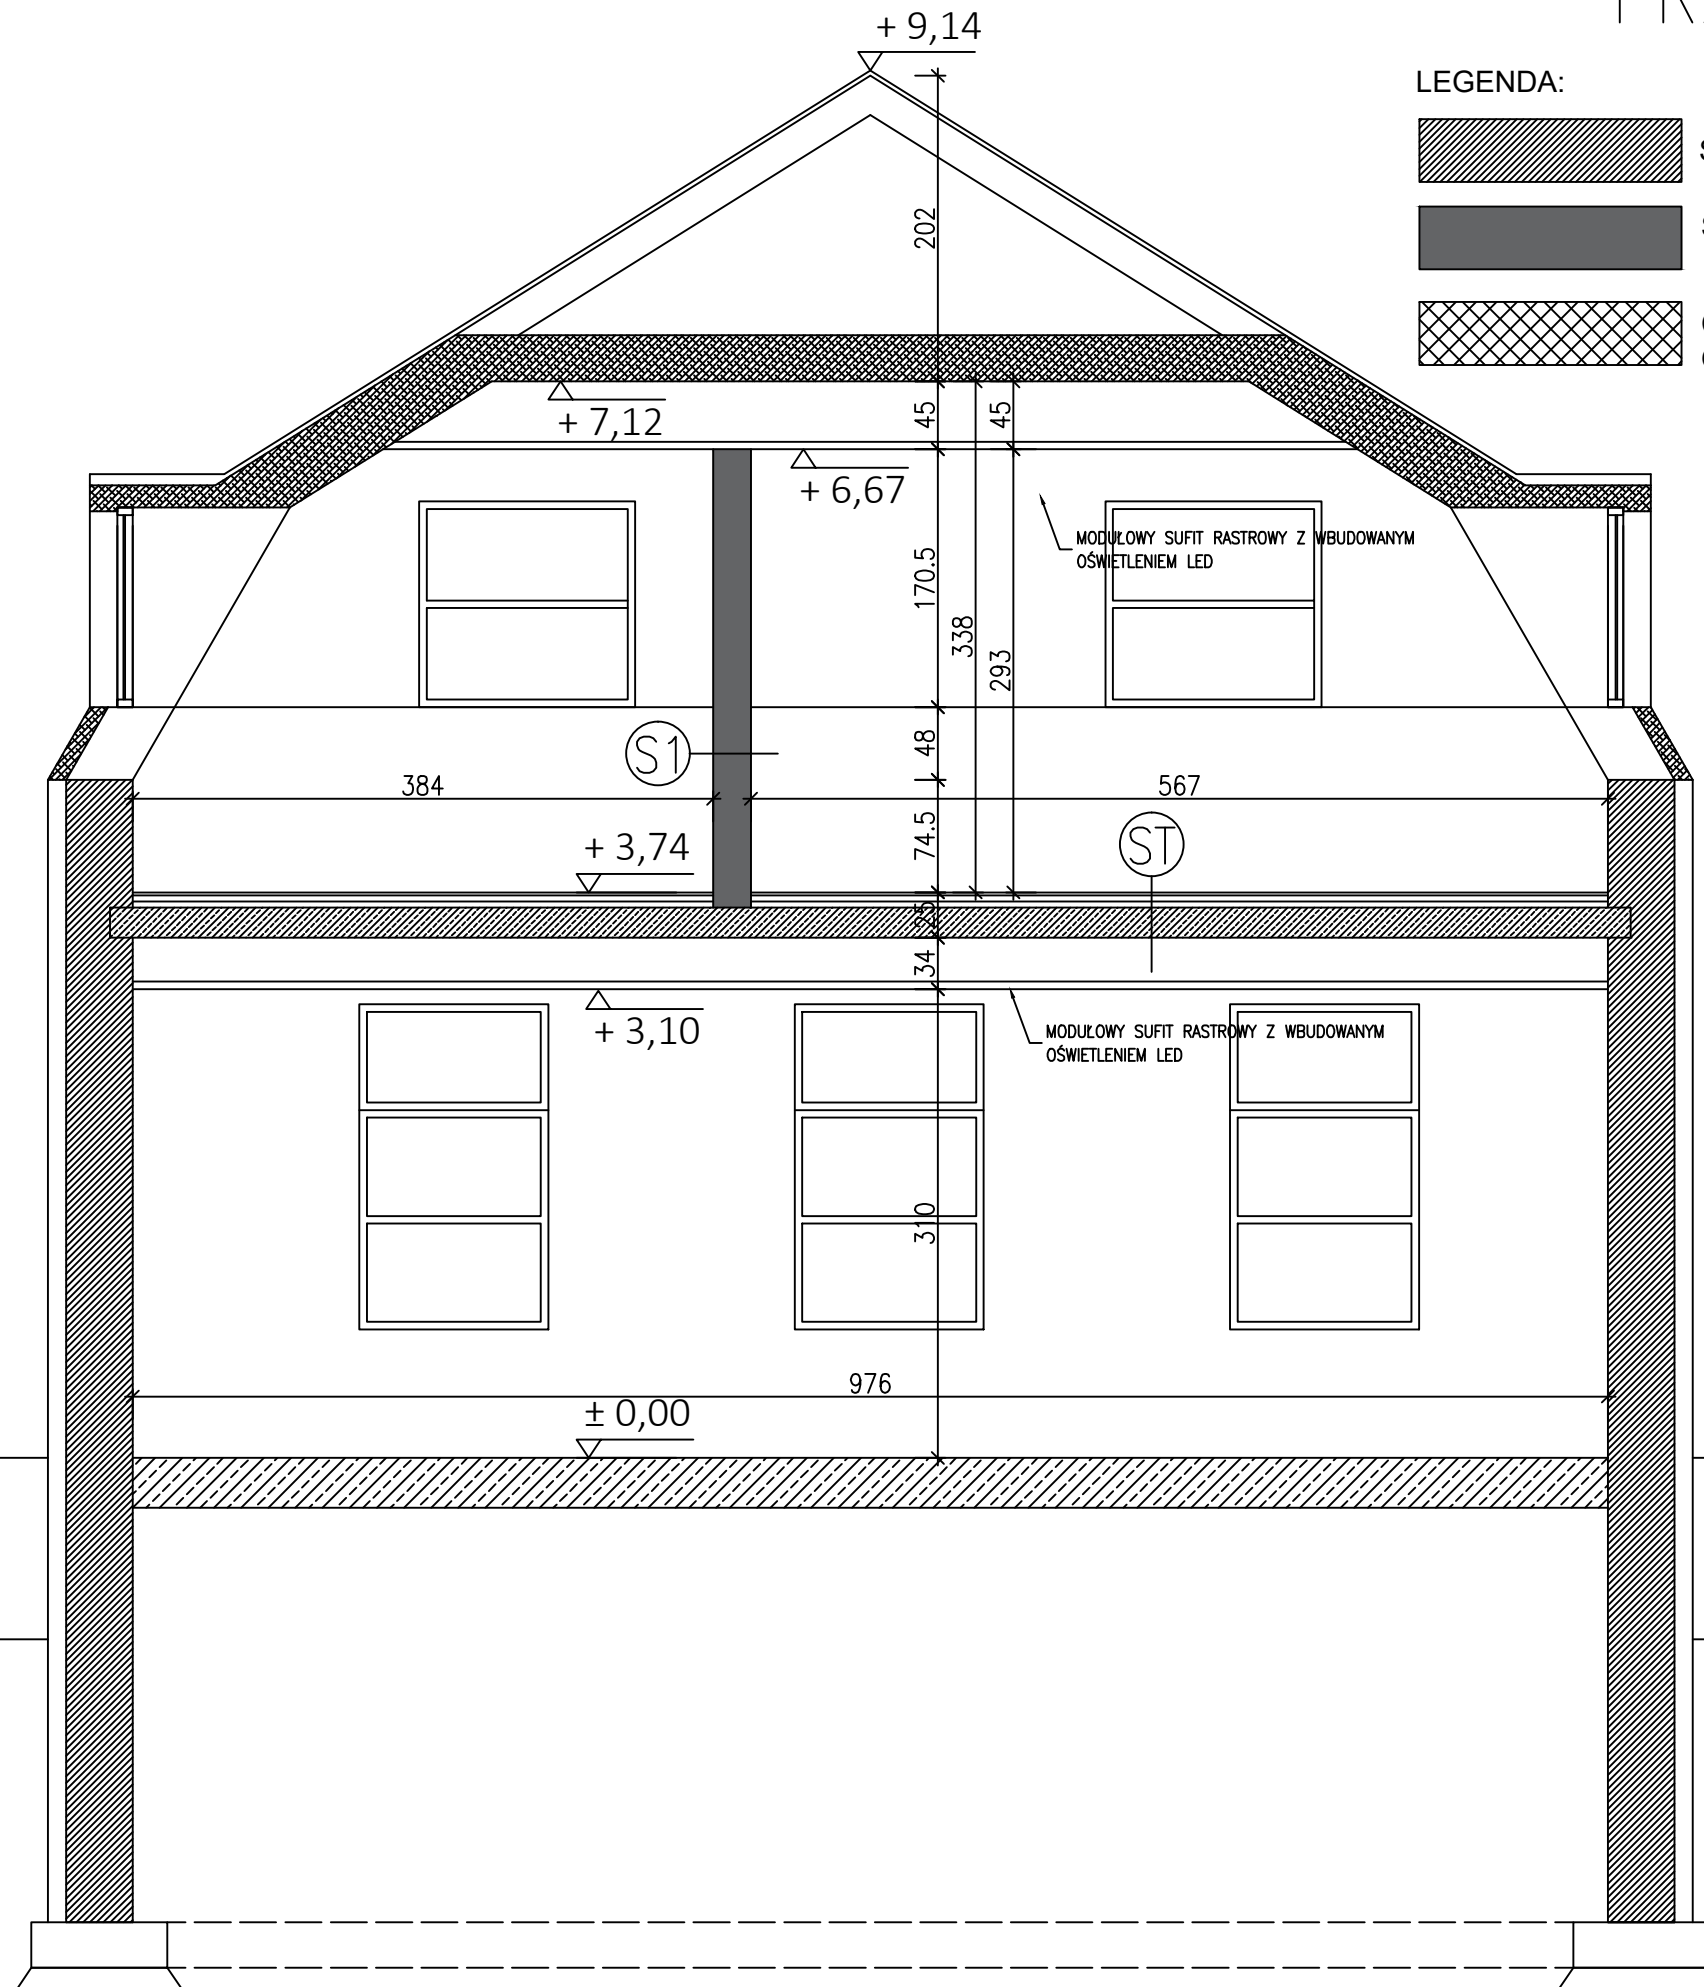 + 9,14
LEGENDA:
202
45
45
+ 7,12
+ 6,67
MODUŁOWY SUFIT RASTROWY Z WBUDOWANYM
OŚWIETLENIEM LED
170.5
338
293
S1
48
384
567
74.5
ST
+ 3,74
25
34
+ 3,10
MODUŁOWY SUFIT RASTROWY Z WBUDOWANYM
OŚWIETLENIEM LED
310
976
± 0,00